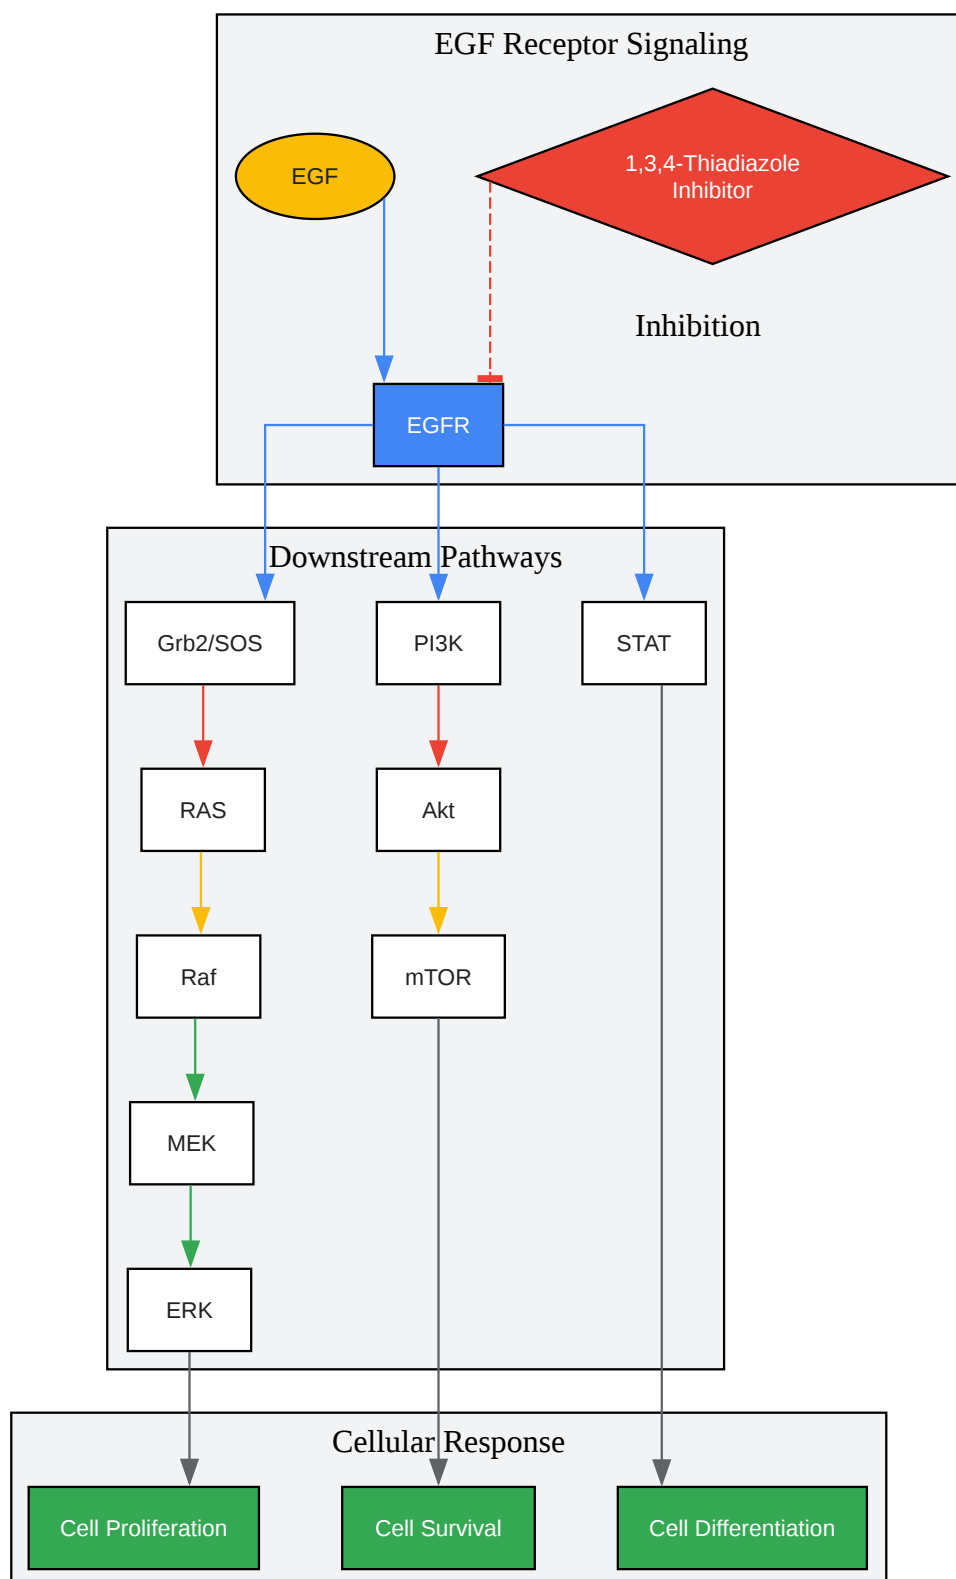 EGF Receptor Signaling
EGF
1,3,4-Thiadiazole
Inhibitor
Inhibition
EGFR
Downstream Pathways
Grb2/SOS
PI3K
STAT
RAS
Akt
Raf
mTOR
MEK
ERK
Cellular Response
Cell Proliferation
Cell Survival
Cell Differentiation